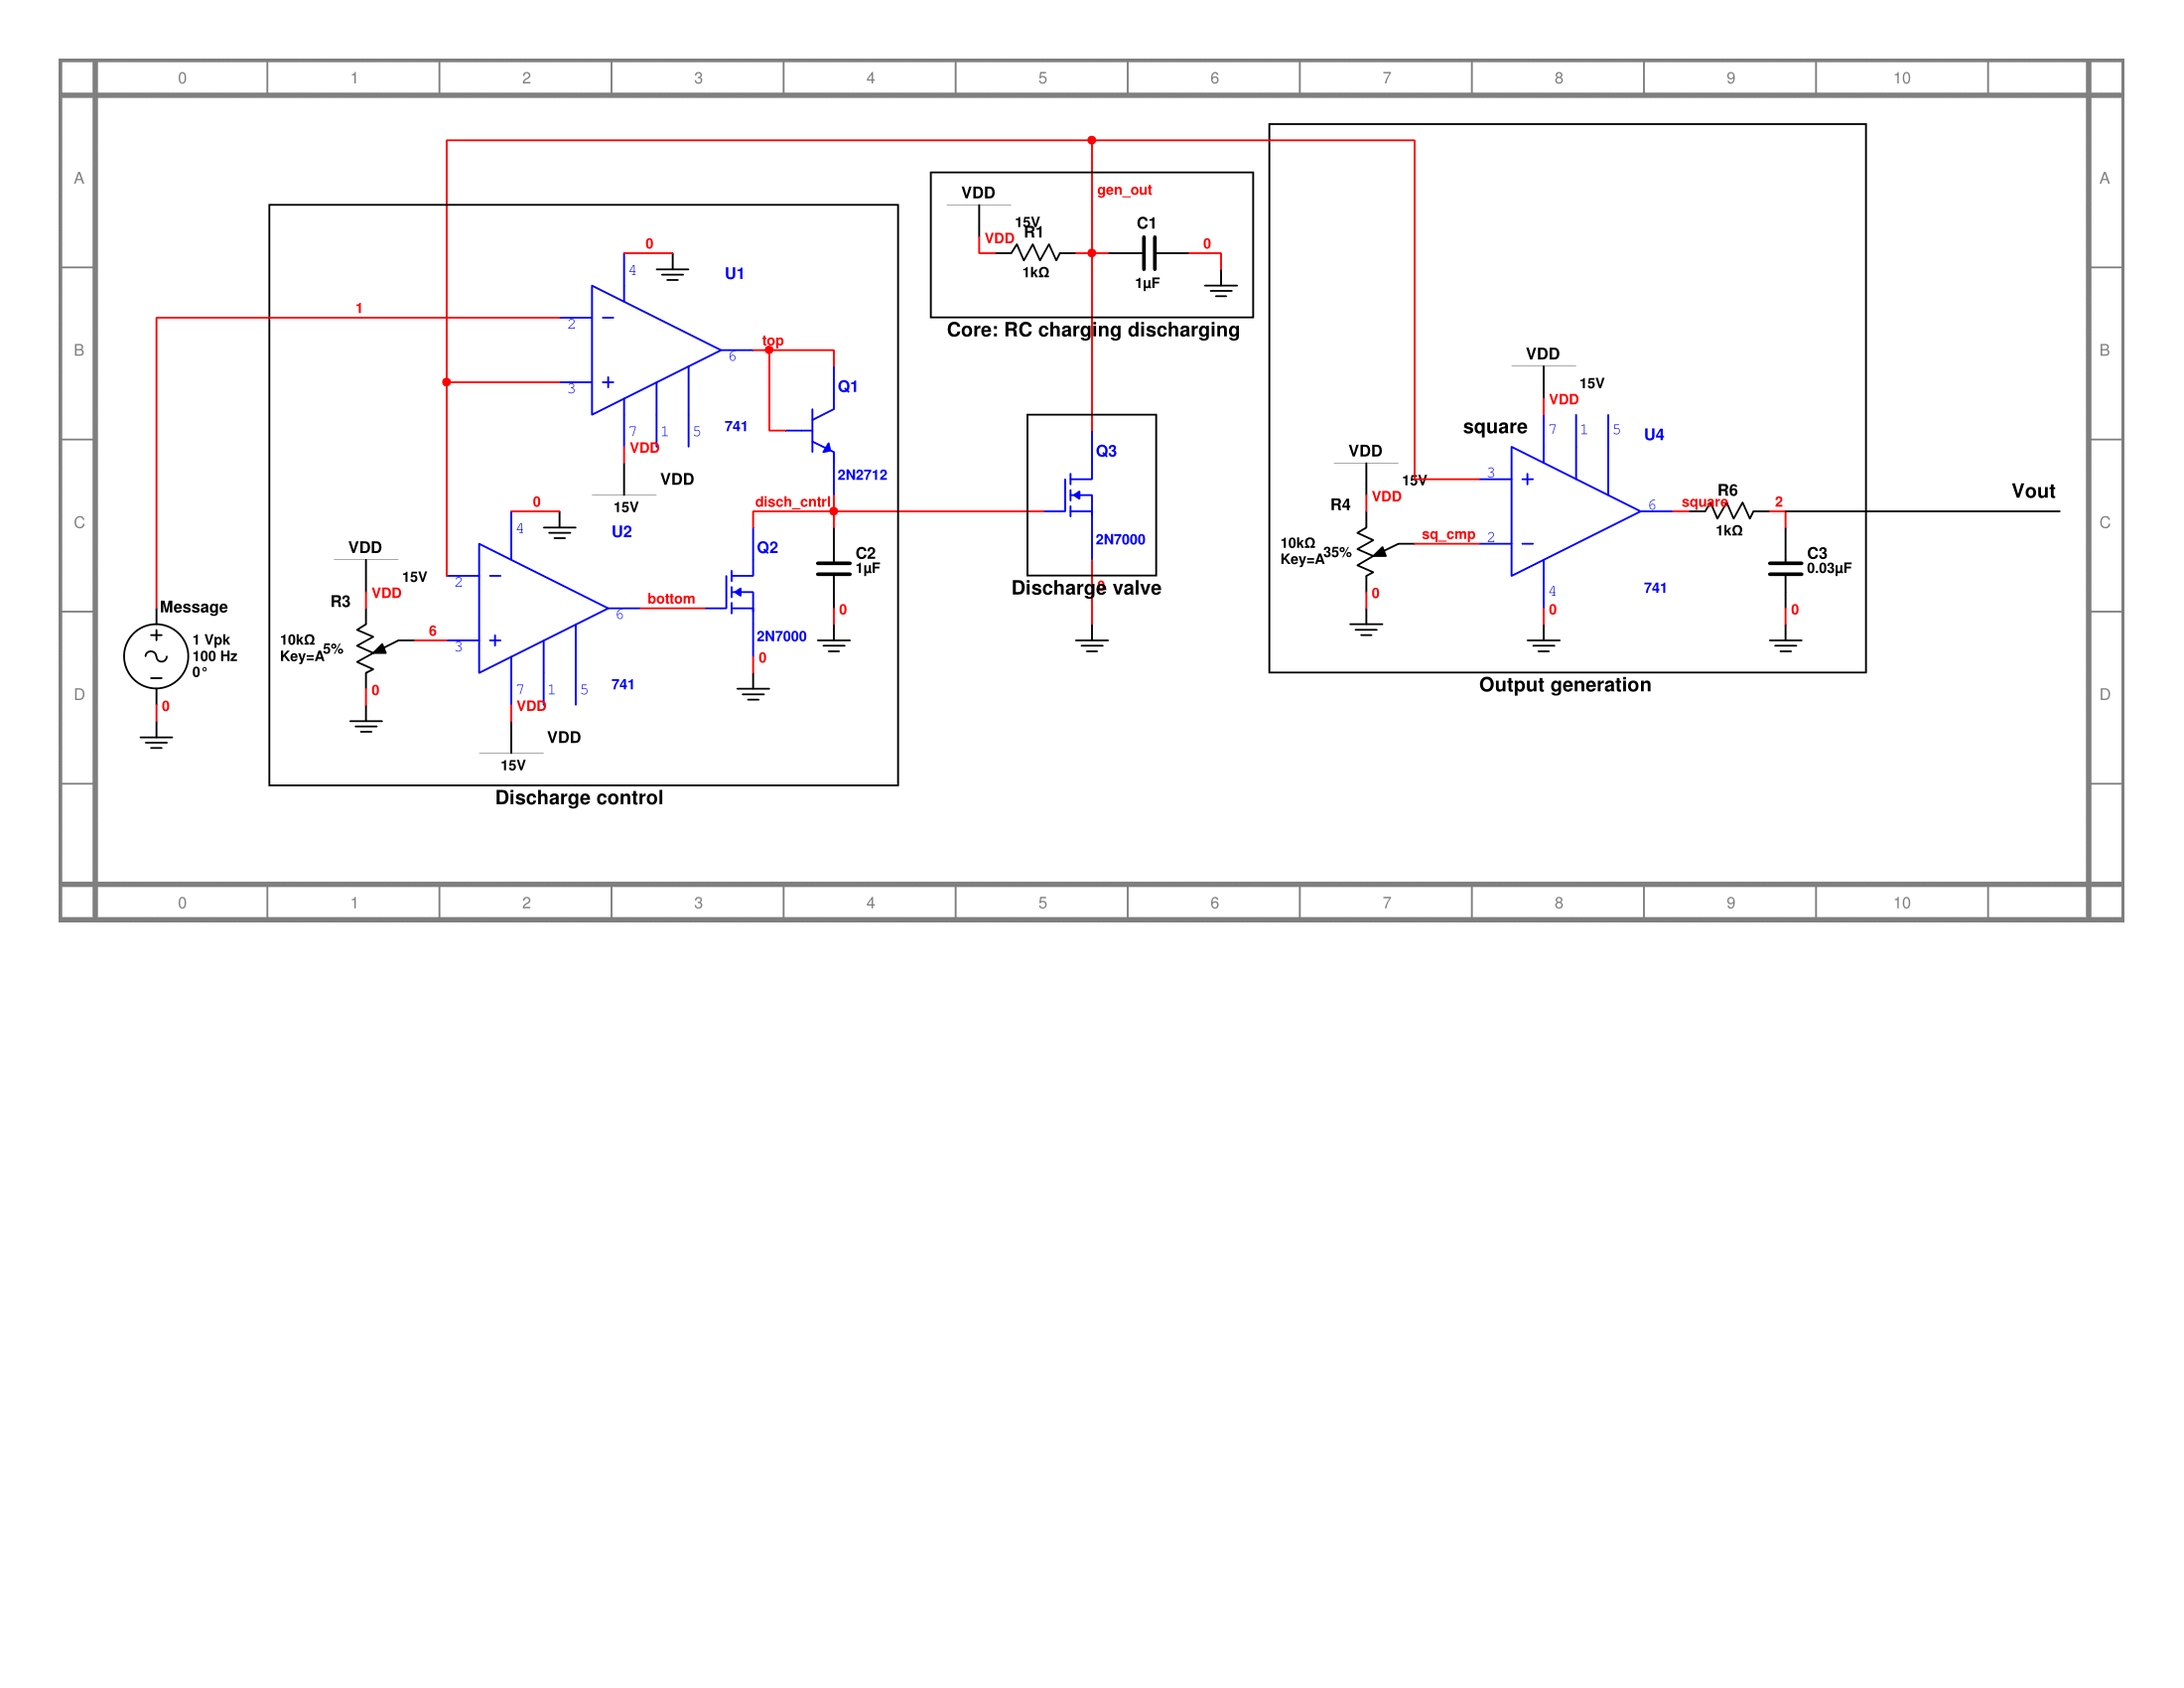 0 1 2 3 4 5 6 7 8 9 10
A A
B B
C C
D D
0 1 2 3 4 5 6 7 8 9 10
Message
1 Vpk
100 Hz
0°
0
1
0
U1
4
2
3
6
7 1 5
741
VDD
VDD
15V
top
Q1
2N2712
0
U2
4
2
3
6
7 1 5
741
VDD
VDD
15V
VDD
15V
VDD
R3
10kΩ
Key=A 5%
6
0
bottom
disch_cntrl
Q2
2N7000
0
C2
1µF
0
Discharge control
VDD
15V
VDD
R1
1kΩ
gen_out
C1
1µF
0
Core: RC charging discharging
Q3
2N7000
0
Discharge valve
VDD
15V
VDD
R4
10kΩ
Key=A 35%
0
sq_cmp
VDD
15V
VDD
square
U4
7 1 5
3
2
6
4
0
741
square
R6
1kΩ
2
C3
0.03µF
0
Vout
Output generation